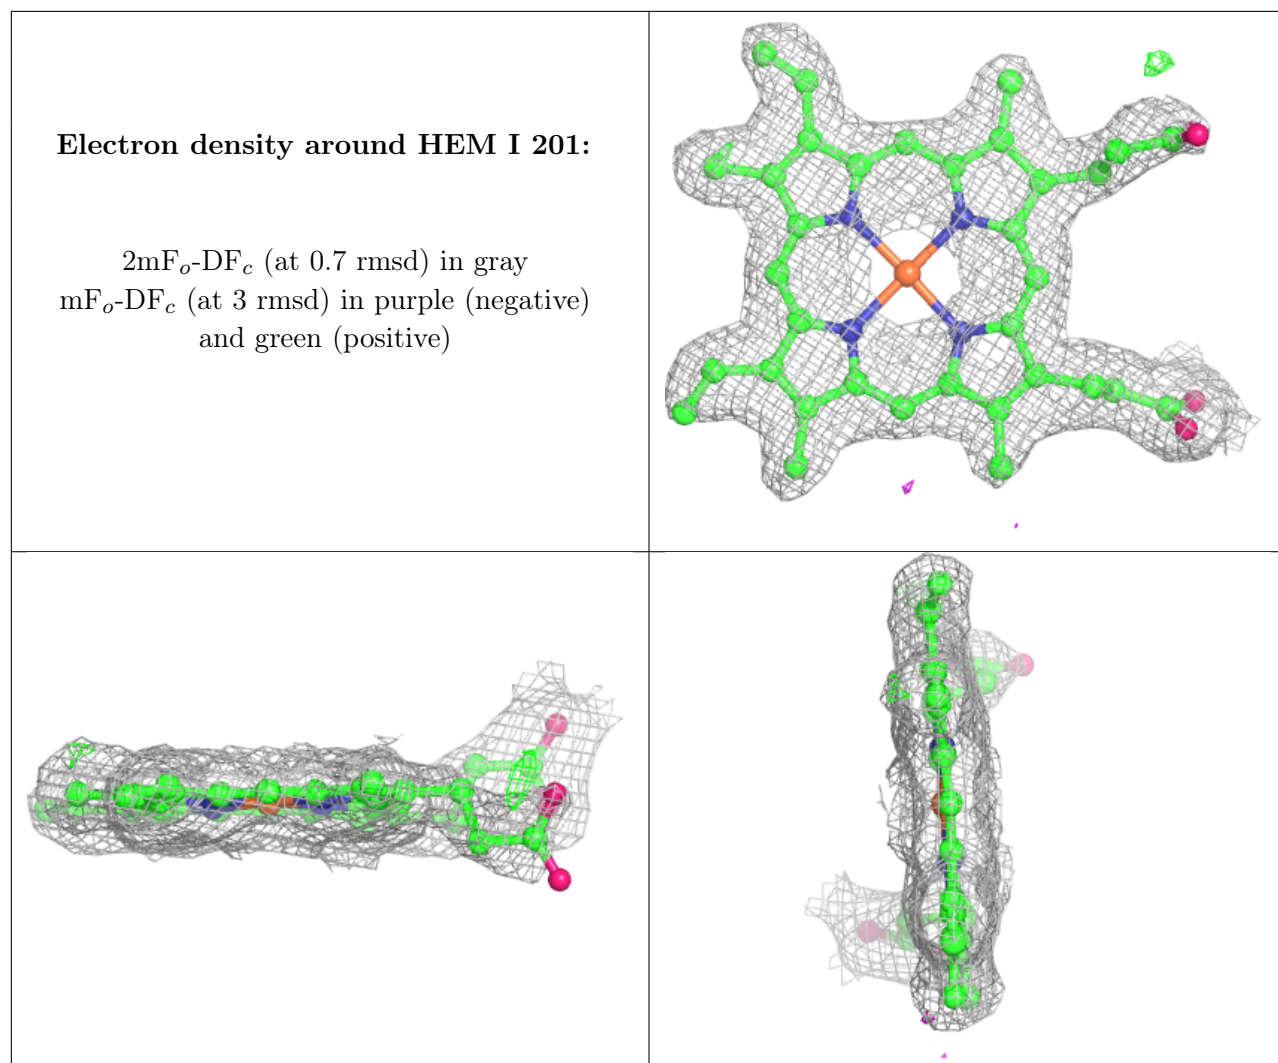 Electron density around HEM I 201:
2mFo-DFc (at 0.7 rmsd) in gray
mFo-DFc (at 3 rmsd) in purple (negative)
and green (positive)